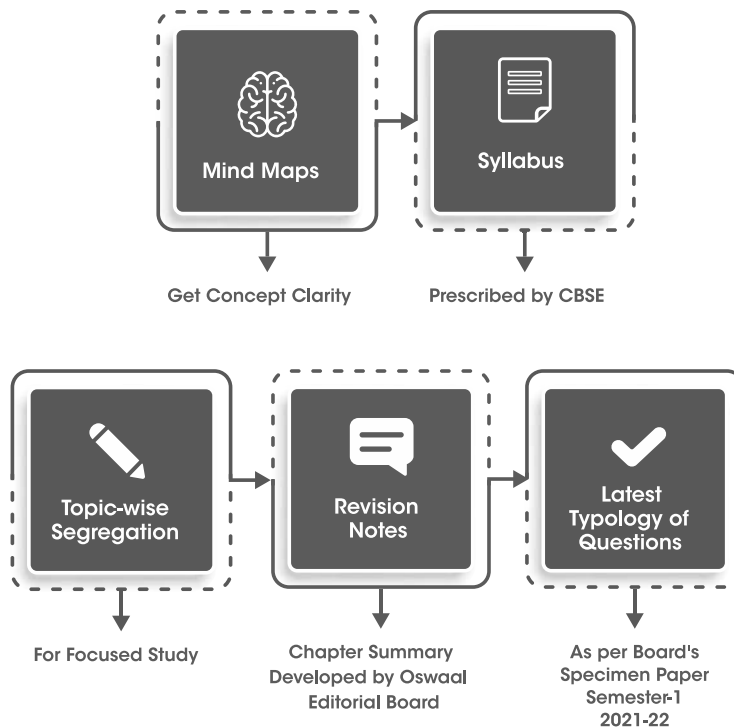 Mind Maps
Syllabus
Get Concept Clarity
Prescribed by CBSE
Topic-wise
Segregation
Revision
Notes
Latest
Typology of
Questions
For Focused Study
Chapter Summary
Developed by Oswaal
Editorial Board
As per Board's
Specimen Paper
Semester-1
2021-22